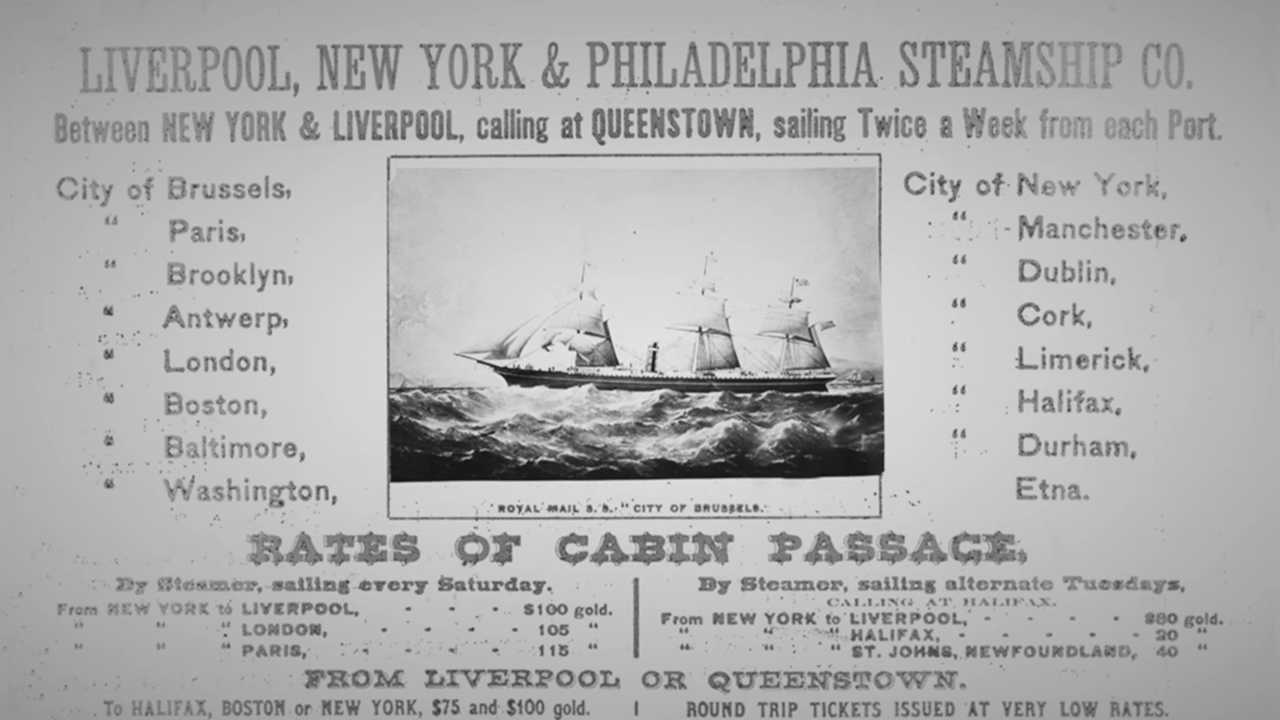 LIVERPOOL, NEW YORK & PHILADELPHIA STEAMSHIP CO.
Between NEW YORK & LIVERPOOL, calling at QUEENSTOWN, sailing Twice a Week from each Port.
City of Brussels,
“ Paris,
“ Brooklyn,
“ Antwerp,
“ London,
“ Boston,
“ Baltimore,
“ Washington,
City of New York,
“ Manchester,
“ Dublin,
“ Cork,
“ Limerick,
“ Halifax,
“ Durham,
Etna.
ROYAL MAIL S. S. "CITY OF BRUSSELS."
RATES OF CABIN PASSAGE,
By Steamer, sailing every Saturday.
From NEW YORK to LIVERPOOL, - - - - $100 gold.
“ “ “ LONDON, - - - - - 105 “
“ “ “ PARIS, - - - - - 115 “
By Steamer, sailing alternate Tuesdays,
CALLING AT HALIFAX.
From NEW YORK to LIVERPOOL, - - - - $80 gold.
“ “ “ HALIFAX, - - - - - 20 “
“ “ “ ST. JOHNS, NEWFOUNDLAND, 40 “
FROM LIVERPOOL OR QUEENSTOWN.
To HALIFAX, BOSTON or NEW YORK, $75 and $100 gold.
ROUND TRIP TICKETS ISSUED AT VERY LOW RATES.